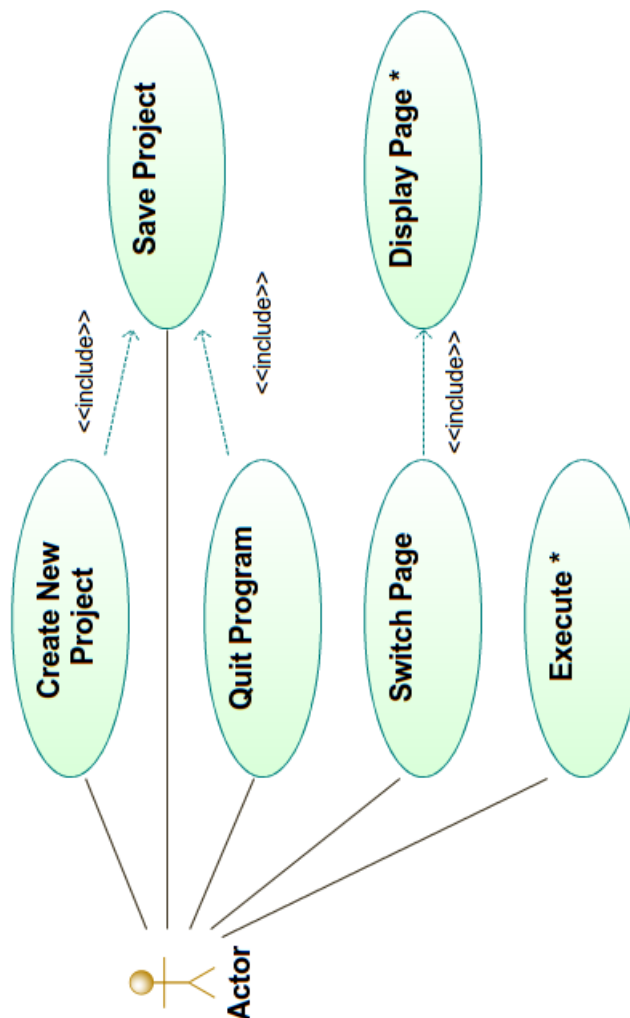 Create New
Project
<<include>>
Save Project
Quit Program
<<include>>
Switch Page
<<include>>
Display Page *
Execute *
Actor